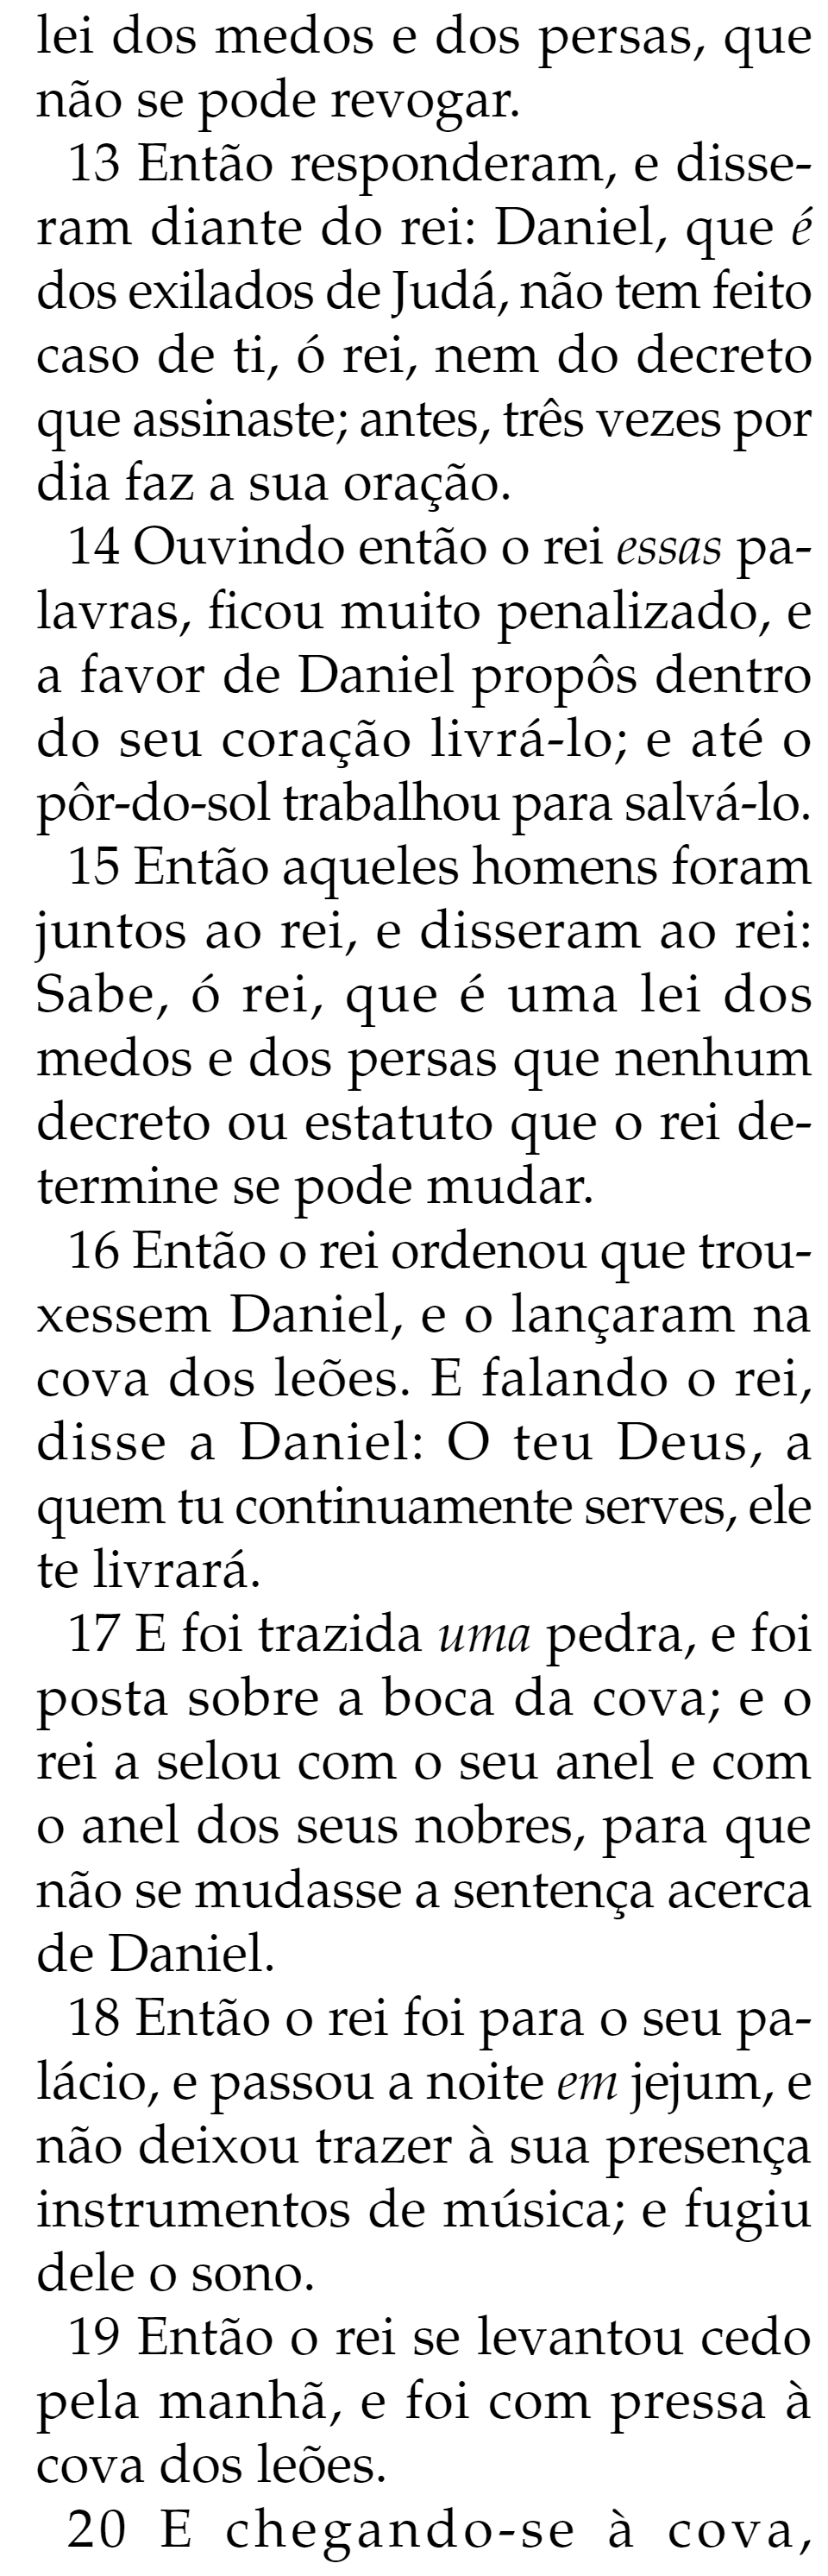 lei dos medos e dos persas, que
não se pode revogar.
13 Então responderam, e disse-
ram diante do rei: Daniel, que é
dos exilados de Judá, não tem feito
caso de ti, ó rei, nem do decreto
que assinaste; antes, três vezes por
dia faz a sua oração.
14 Ouvindo então o rei essas pa-
lavras, ficou muito penalizado, e
a favor de Daniel propôs dentro
do seu coração livrá-lo; e até o
pôr-do-sol trabalhou para salvá-lo.
15 Então aqueles homens foram
juntos ao rei, e disseram ao rei:
Sabe, ó rei, que é uma lei dos
medos e dos persas que nenhum
decreto ou estatuto que o rei de-
termine se pode mudar.
16 Então o rei ordenou que trou-
xessem Daniel, e o lançaram na
cova dos leões. E falando o rei,
disse a Daniel: O teu Deus, a
quem tu continuamente serves, ele
te livrará.
17 E foi trazida uma pedra, e foi
posta sobre a boca da cova; e o
rei a selou com o seu anel e com
o anel dos seus nobres, para que
não se mudasse a sentença acerca
de Daniel.
18 Então o rei foi para o seu pa-
lácio, e passou a noite em jejum, e
não deixou trazer à sua presença
instrumentos de música; e fugiu
dele o sono.
19 Então o rei se levantou cedo
pela manhã, e foi com pressa à
cova dos leões.
20 E chegando-se à cova,